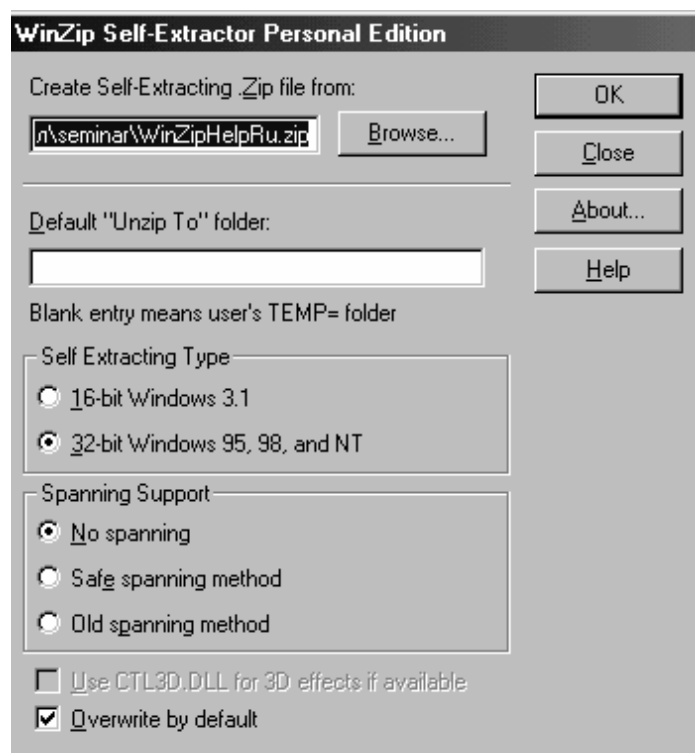 WinZip Self-Extractor Personal Edition
Create Self-Extracting .Zip file from:
n\seminar\WinZipHelpRu.zip
Browse...
OK
Close
About...
Help
Default "Unzip To" folder:
Blank entry means user's TEMP= folder
Self Extracting Type
16-bit Windows 3.1
32-bit Windows 95, 98, and NT
Spanning Support
No spanning
Safe spanning method
Old spanning method
Use CTL3D.DLL for 3D effects if available
Overwrite by default